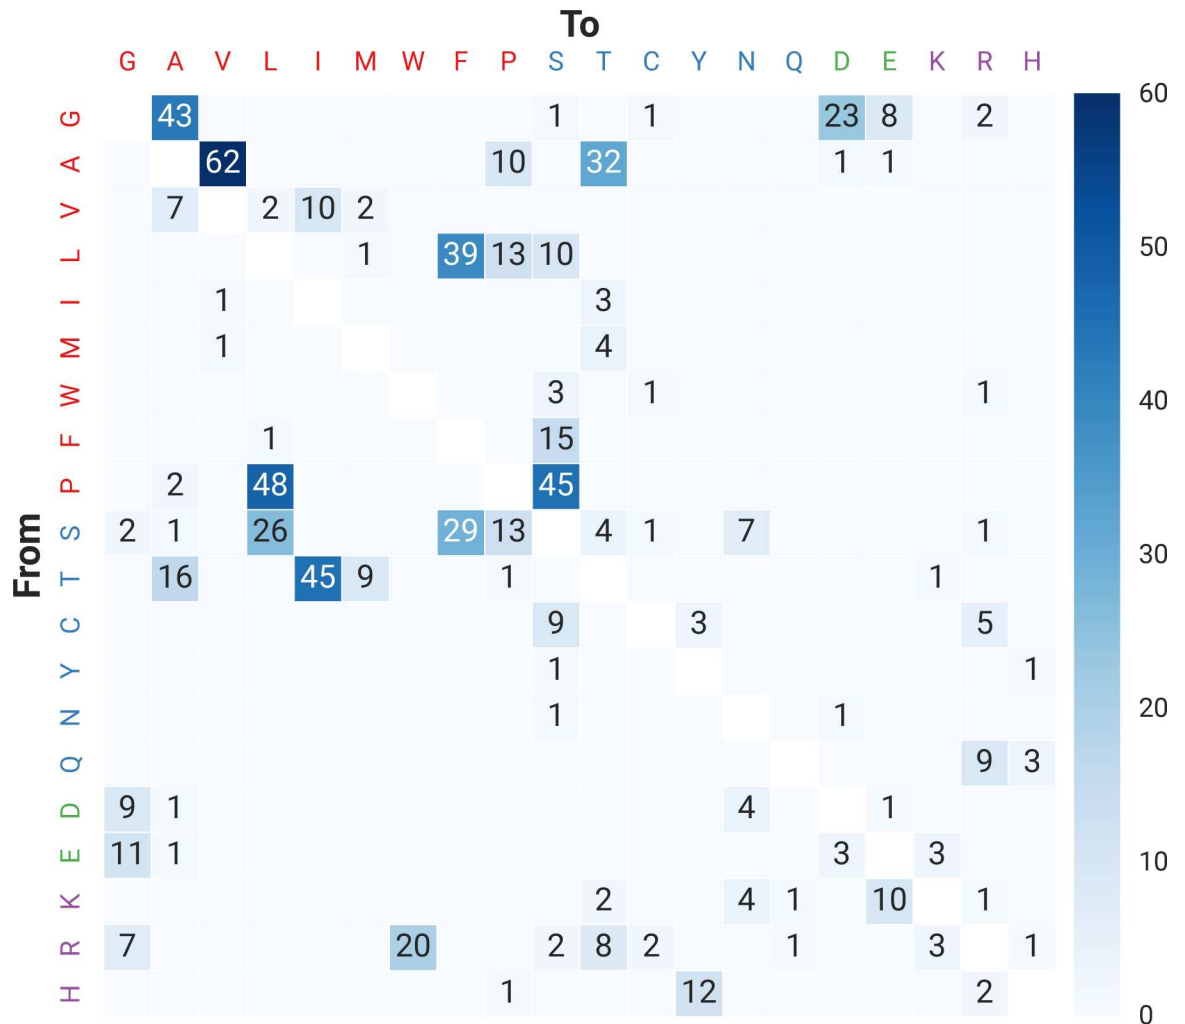 To
G A V L I M W F P S T C Y N Q D E K R H
G 43 1 1 23 8 2
A 62 10 32 1 1
V 7 2 10 2
L 1 39 13 10
I 1 3
M 1 4
W 3 1 1
F 1 15
P 2 48 45
S 2 1 26 29 13 4 1 7 1
T 16 45 9 1 1
C 9 3 5
Y 1 1
N 1 1
Q 9 3
D 9 1 4 1
E 11 1 3 3
K 2 4 1 10 1
R 7 20 2 8 2 1 3 1
H 1 12 2
From
60
50
40
30
20
10
0